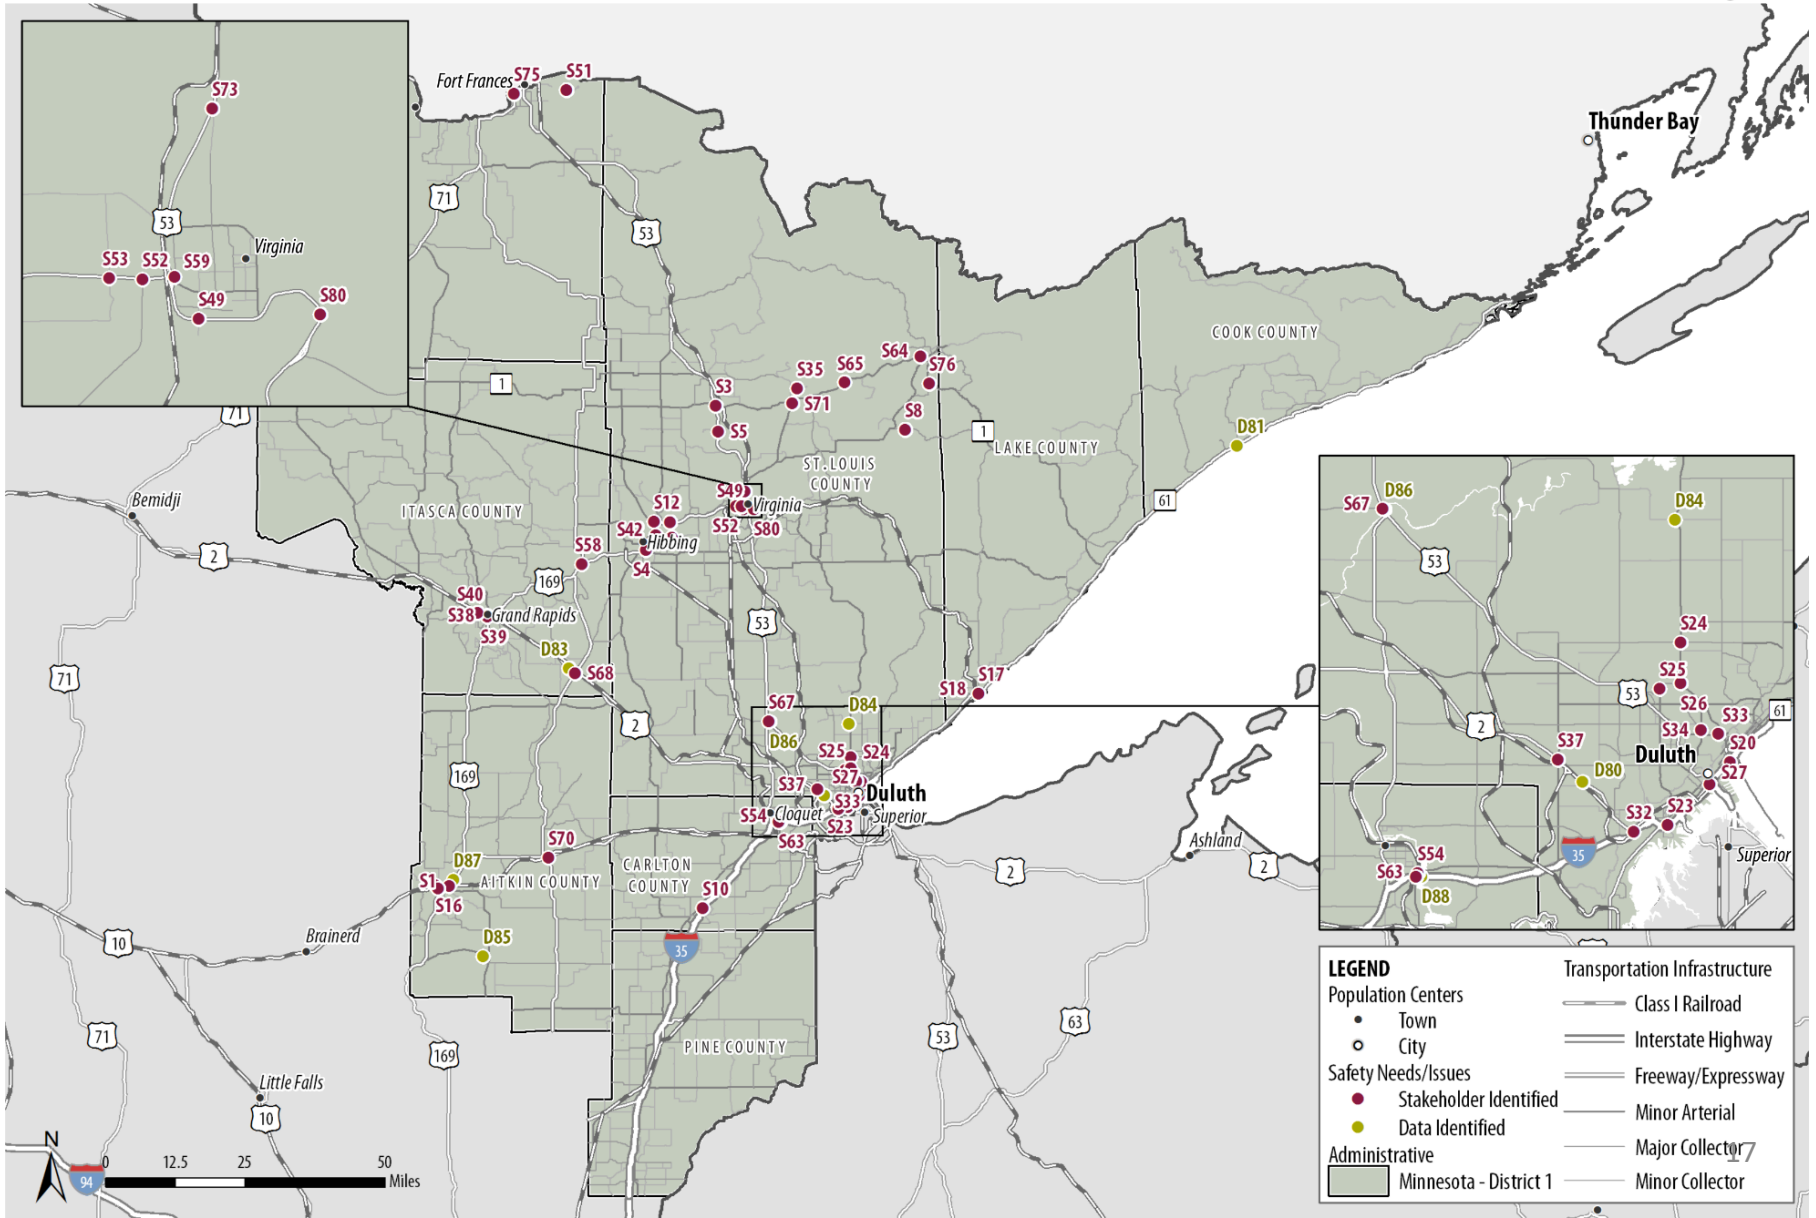 S73
53
Virginia
S53
S52
S59
S49
S80
Fort Frances
S75
S51
71
53
Thunder Bay
COOK COUNTY
1
71
S64
S76
S35
S65
S71
S3
S5
S8
1
LAKE COUNTY
D81
ST. LOUIS
COUNTY
61
Bemidji
ITASCA COUNTY
S12
S49
Virginia
S42
Hibbing
S52
S80
2
S58
S4
169
S40
S38
Grand Rapids
S39
53
D83
S68
71
S18
S17
2
S67
D84
D86
S25
S24
169
S37
S27
Duluth
S33
S54
Cloquet
S23
Superior
S63
S70
D87
S1
AITKIN COUNTY
S16
CARLTON
COUNTY
S10
Ashland
2
2
10
Brainerd
D85
35
71
169
PINE COUNTY
53
63
Little Falls
10
N
94
0
12.5
25
50
Miles
S67
D86
D84
53
S24
S25
53
S26
S33
61
2
S34
S37
Duluth
S20
D80
S27
S32
S23
35
Superior
S54
S63
D88
LEGEND
Population Centers
Town
City
Safety Needs/Issues
Stakeholder Identified
Data Identified
Administrative
Minnesota - District 1
Transportation Infrastructure
Class I Railroad
Interstate Highway
Freeway/Expressway
Minor Arterial
Major Collector
17
Minor Collector